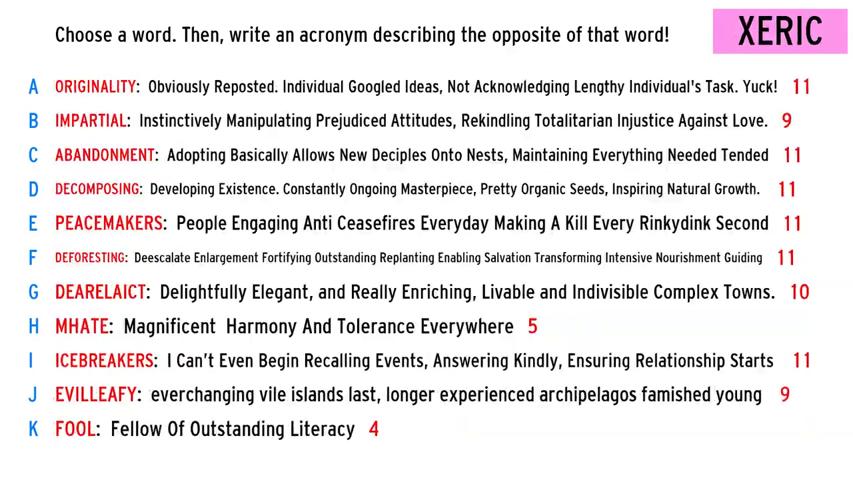 Choose a word. Then, write an acronym describing the opposite of that word! XERIC
A ORIGINALITY: Obviously Reposted. Individual Googled Ideas, Not Acknowledging Lengthy Individual's Task. Yuck! 11
B IMPARTIAL: Instinctively Manipulating Prejudiced Attitudes, Rekindling Totalitarian Injustice Against Love. 9
C ABANDONMENT: Adopting Basically Allows New Deciples Onto Nests, Maintaining Everything Needed Tended 11
D DECOMPOSING: Developing Existence. Constantly Ongoing Masterpiece, Pretty Organic Seeds, Inspiring Natural Growth. 11
E PEACEMAKERS: People Engaging Anti Ceasefires Everyday Making A Kill Every Rinkydink Second 11
F DEFORESTING: Deescalate Enlargement Fortifying Outstanding Replanting Enabling Salvation Transforming Intensive Nourishment Guiding 11
G DEARELAICT: Delightfully Elegant, and Really Enriching, Livable and Indivisible Complex Towns. 10
H MHATE: Magnificent Harmony And Tolerance Everywhere 5
I ICEBREAKERS: I Can't Even Begin Recalling Events, Answering Kindly, Ensuring Relationship Starts 11
J EVILLEAFY: everchanging vile islands last, longer experienced archipelagos famished young 9
K FOOL: Fellow Of Outstanding Literacy 4